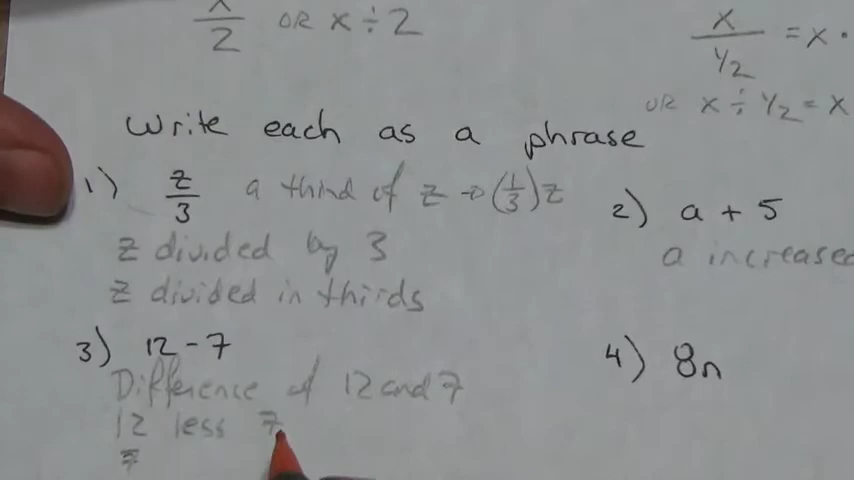 x/2 OR x ÷ 2
x/½ = x ·
OR x ÷ ½ = x
Write each as a phrase
1) z/3 a third of z → (1/3)z
z divided by 3
z divided in thirds
2) a + 5
a increased
3) 12 - 7
Difference of 12 and 7
12 less 7
7
4) 8n